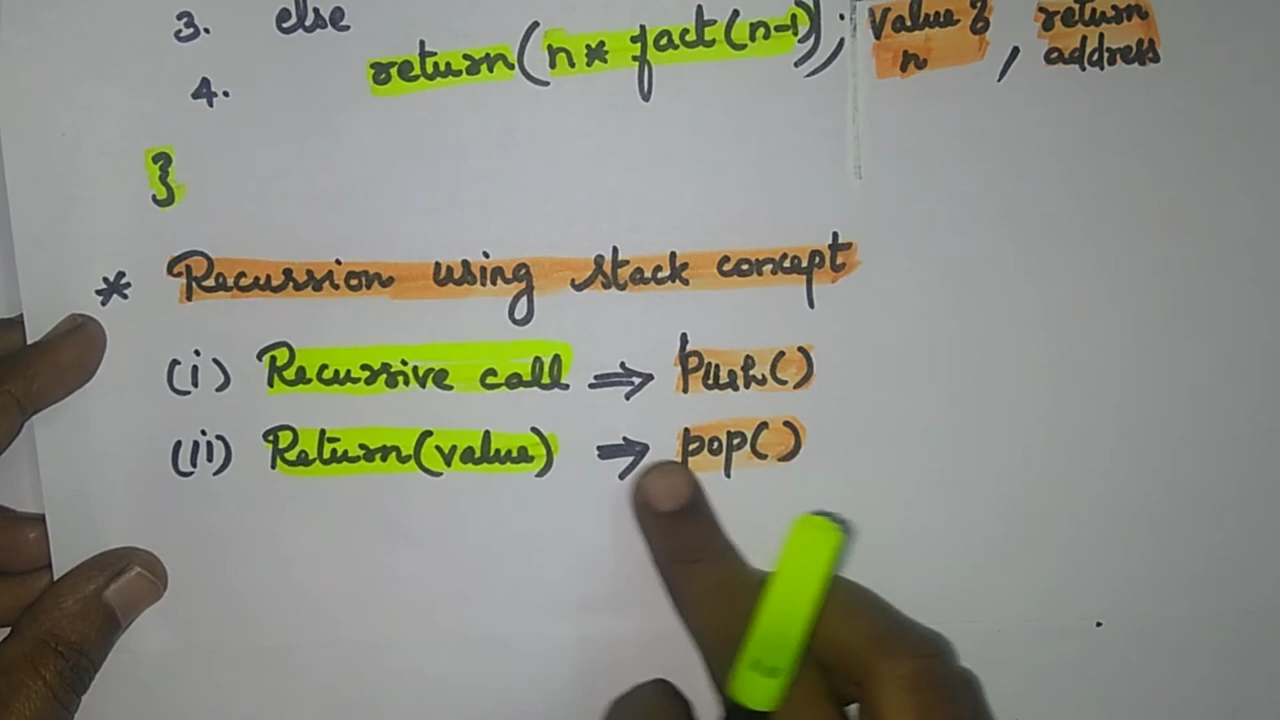 3. else
return(n* fact(n-1);
4.
Value of n, return address
}
* Recurssion using stack concept
(i) Recursive call ⇒ Push()
(ii) Return(value) ⇒ pop()